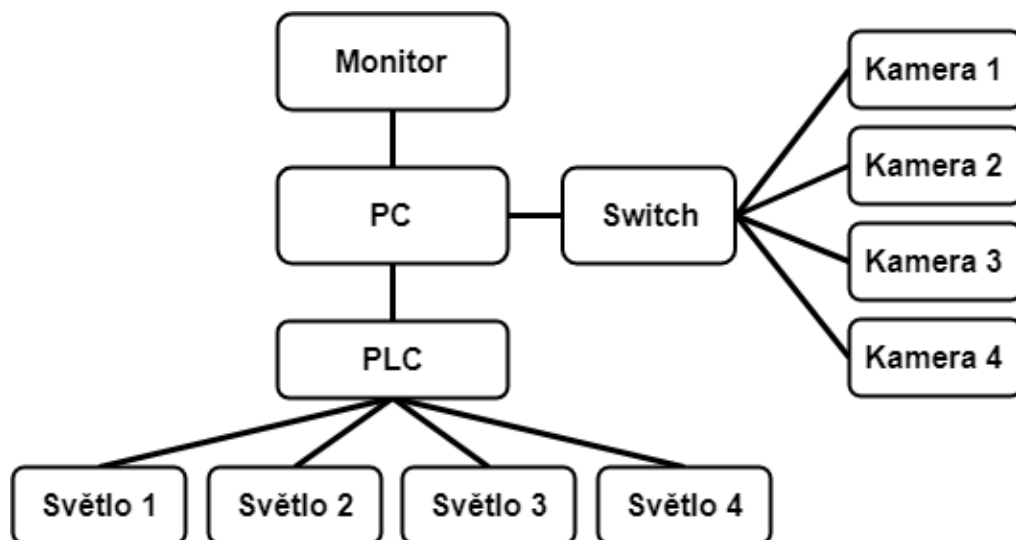 Monitor
Kamera 1
Kamera 2
PC
Switch
Kamera 3
PLC
Kamera 4
Světlo 1
Světlo 2
Světlo 3
Světlo 4